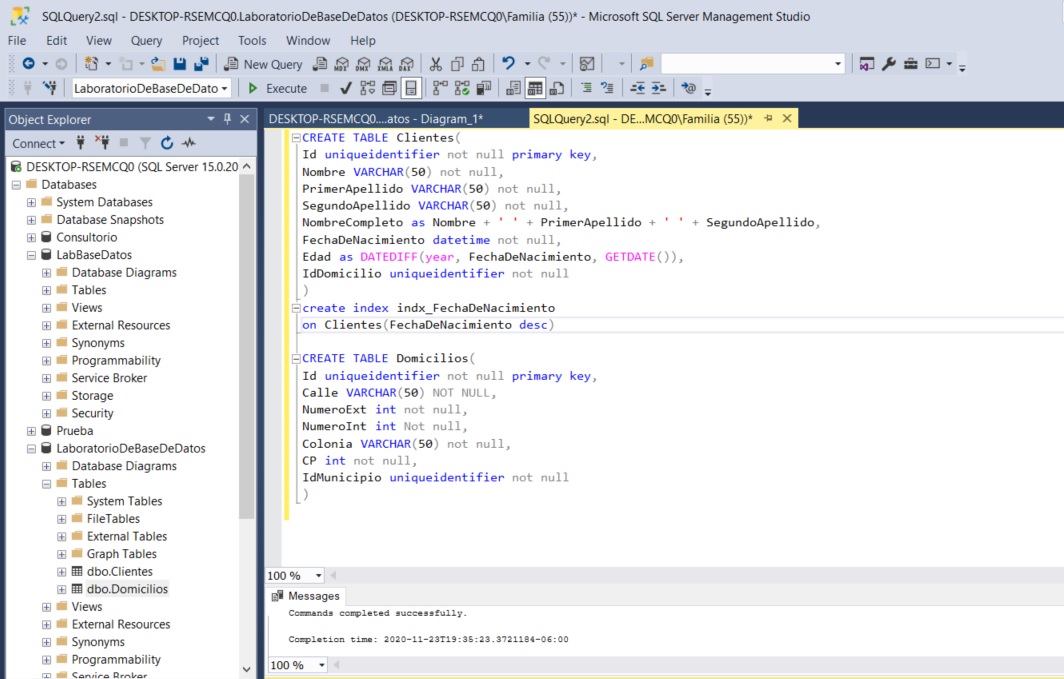 SQLQuery2.sql - DESKTOP-RSEMCQ0.LaboratorioDeBaseDeDatos (DESKTOP-RSEMCQ0\Familia (55))* - Microsoft SQL Server Management Studio
File Edit View Query Project Tools Window Help
New Query MDX DMX XMLA DAX
LaboratorioDeBaseDeDato Execute
Object Explorer
Connect
DESKTOP-RSEMCQ0 (SQL Server 15.0.20
Databases
System Databases
Database Snapshots
Consultorio
LabBaseDatos
Database Diagrams
Tables
Views
External Resources
Synonyms
Programmability
Service Broker
Storage
Security
Prueba
LaboratorioDeBaseDeDatos
Database Diagrams
Tables
System Tables
FileTables
External Tables
Graph Tables
dbo.Clientes
dbo.Domicilios
Views
External Resources
Synonyms
Programmability
Service Broker
DESKTOP-RSEMCQ0....atos - Diagram_1* SQLQuery2.sql - DE...MCQ0\Familia (55))*
CREATE TABLE Clientes(
Id uniqueidentifier not null primary key,
Nombre VARCHAR(50) not null,
PrimerApellido VARCHAR(50) not null,
SegundoApellido VARCHAR(50) not null,
NombreCompleto as Nombre + ' ' + PrimerApellido + ' ' + SegundoApellido,
FechaDeNacimiento datetime not null,
Edad as DATEDIFF(year, FechaDeNacimiento, GETDATE()),
IdDomicilio uniqueidentifier not null
)
create index indx_FechaDeNacimiento
on Clientes(FechaDeNacimiento desc)
CREATE TABLE Domicilios(
Id uniqueidentifier not null primary key,
Calle VARCHAR(50) NOT NULL,
NumeroExt int not null,
NumeroInt int Not null,
Colonia VARCHAR(50) not null,
CP int not null,
IdMunicipio uniqueidentifier not null
)
100 %
Messages
Commands completed successfully.
Completion time: 2020-11-23T19:35:23.3721184-06:00
100 %